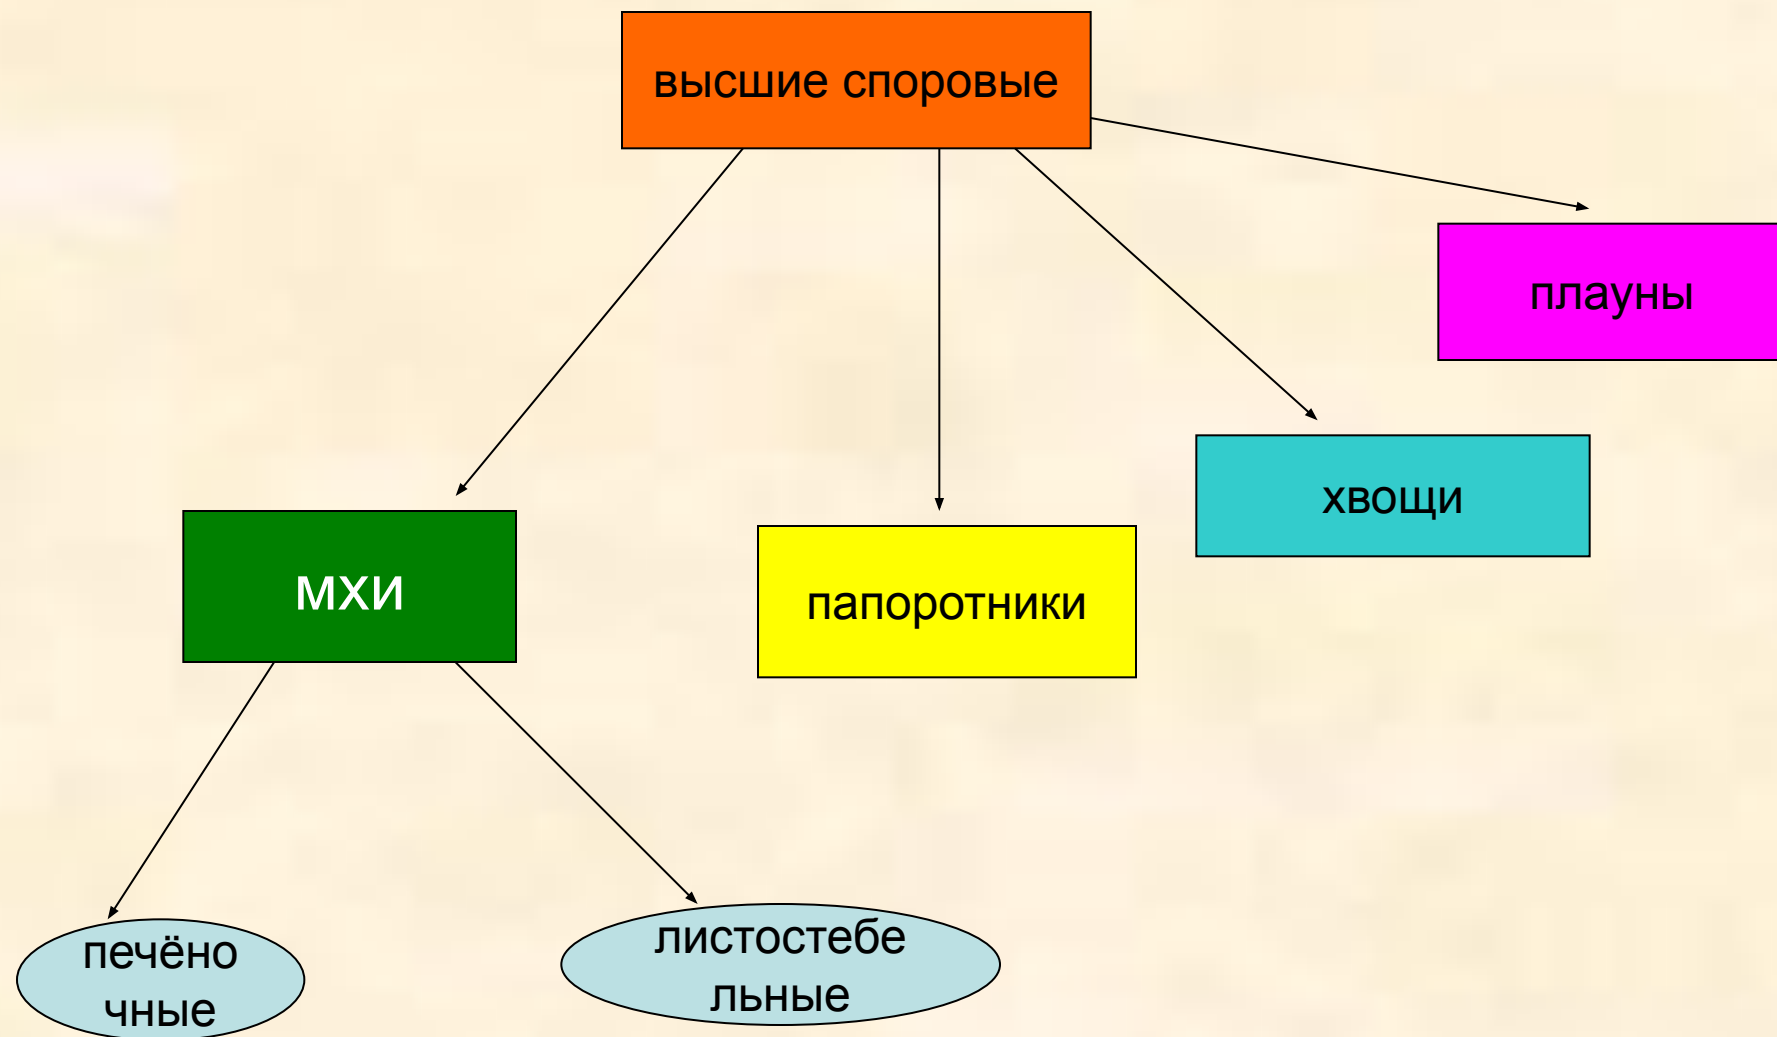 высшие споровые
плауны
хвощи
мхи
папоротники
печёно
чные
листостебе
льные